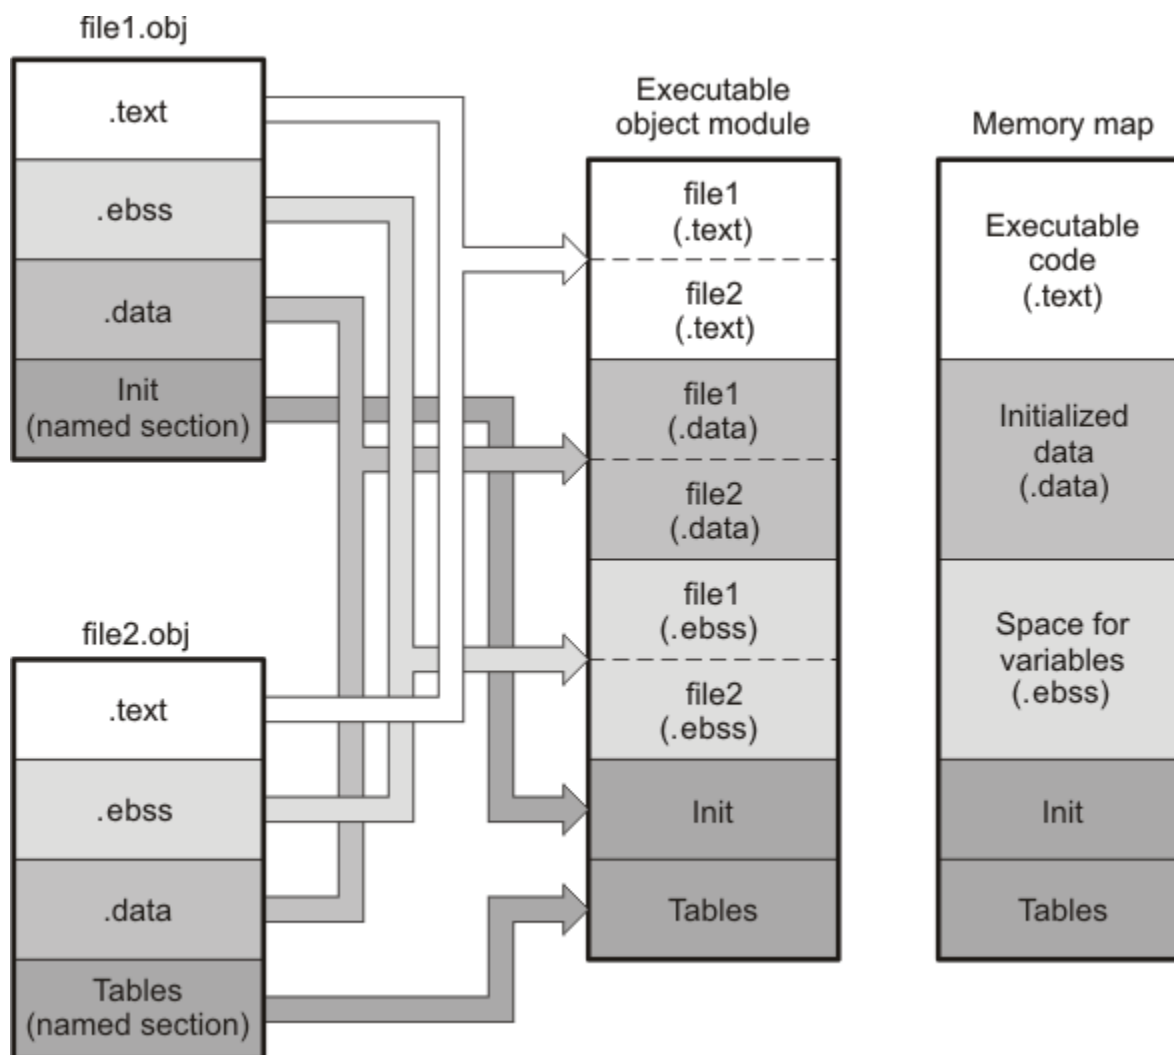 file1.obj
.text
.ebss
.data
Init
(named section)
file2.obj
.text
.ebss
.data
Tables
(named section)
Executable
object module
file1
(.text)
file2
(.text)
file1
(.data)
file2
(.data)
file1
(.ebss)
file2
(.ebss)
Init
Tables
Memory map
Executable
code
(.text)
Initialized
data
(.data)
Space for
variables
(.ebss)
Init
Tables